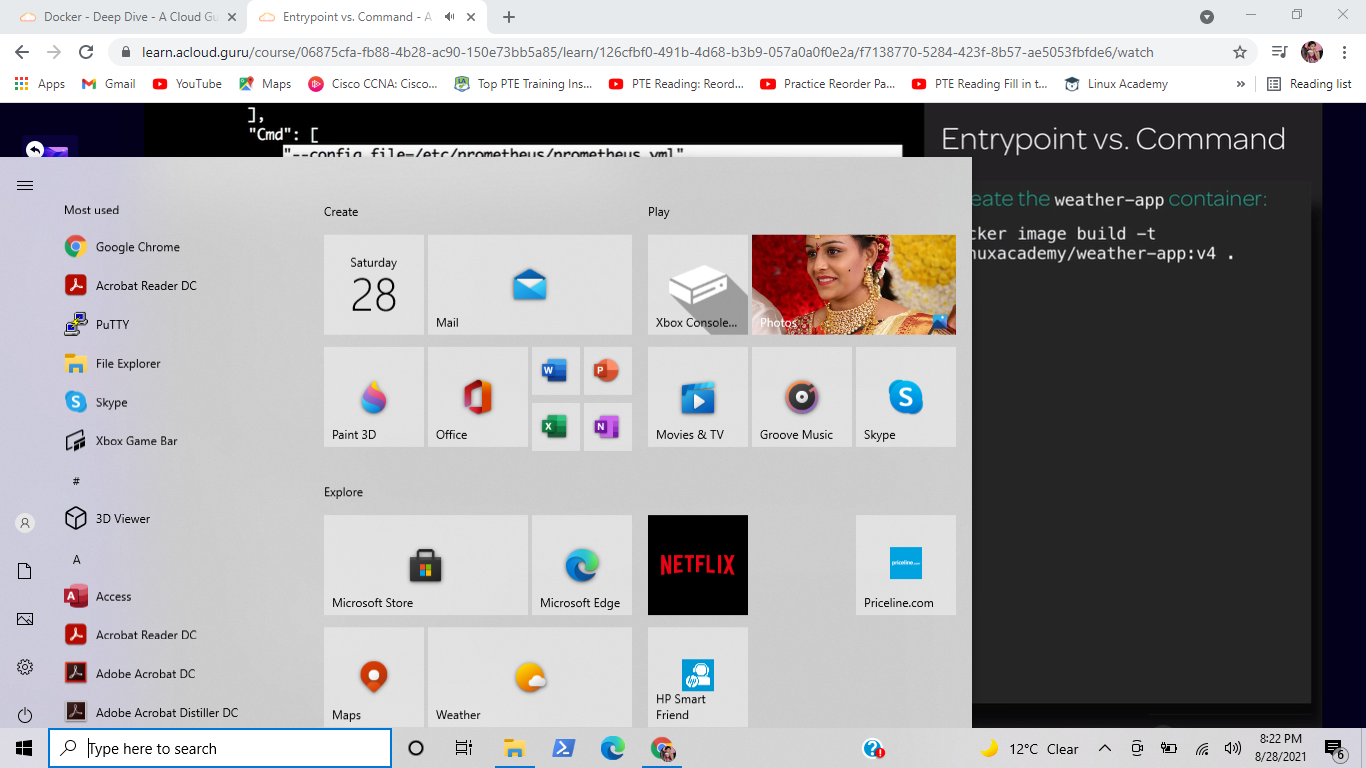 Docker - Deep Dive - A Cloud Gu
Entrypoint vs. Command - A
learn.acloud.guru/course/06875cfa-fb88-4b28-ac90-150e73bb5a85/learn/126cfbf0-491b-4d68-b3b9-057a0a0f0e2a/f7138770-5284-423f-8b57-ae5053fbfde6/watch
Apps
Gmail
YouTube
Maps
Cisco CCNA: Cisco...
Top PTE Training Ins...
PTE Reading: Reord...
Practice Reorder Pa...
PTE Reading Fill in t...
Linux Academy
»
Reading list
],
"Cmd": [
"--config.file=/etc/prometheus/prometheus.yml"
Entrypoint vs. Command
eate the weather-app container:
cker image build -t
nuxacademy/weather-app:v4 .
Most used
Google Chrome
Acrobat Reader DC
PuTTY
File Explorer
Skype
Xbox Game Bar
#
3D Viewer
A
Access
Acrobat Reader DC
Adobe Acrobat DC
Adobe Acrobat Distiller DC
Create
Saturday
28
Mail
Paint 3D
Office
Explore
Microsoft Store
Microsoft Edge
Maps
Weather
Play
Xbox Console...
Photos
Movies & TV
Groove Music
Skype
NETFLIX
priceline.com
Priceline.com
HP Smart
Friend
Type here to search
12°C Clear
8:22 PM
8/28/2021
6